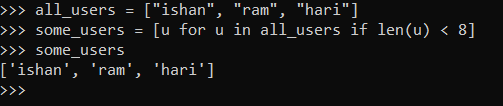 >>> all_users = ["ishan", "ram", "hari"]
>>> some_users = [u for u in all_users if len(u) < 8]
>>> some_users
['ishan', 'ram', 'hari']
>>>